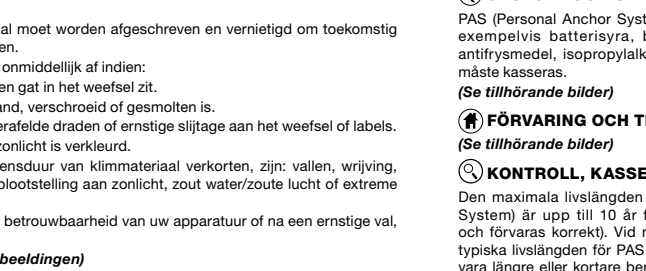 al moet worden afgeschreven en vernietigd om toekomstig
en.
onmiddellijk af indien:
en gat in het weefsel zit.
and, verschroeid of gesmolten is.
erafelde draden of ernstige slijtage aan het weefsel of labels.
zonlicht is verkleurd.
ensduur van klimmateriaal verkorten, zijn: vallen, wrijving,
blootstelling aan zonlicht, zout water/zoute lucht of extreme
betrouwbaarheid van uw apparatuur of na een ernstige val,
beeldingen)
PAS (Personal Anchor Syst
exempelvis batterisyra, b
antifrysmedel, isopropylalk
måste kasseras.
(Se tillhörande bilder)
FÖRVARING OCH T
(Se tillhörande bilder)
KONTROLL, KASSE
Den maximala livslängden
System) är upp till 10 år f
och förvaras korrekt). Vid n
typiska livslängden för PAS
vara längre eller kortare ber